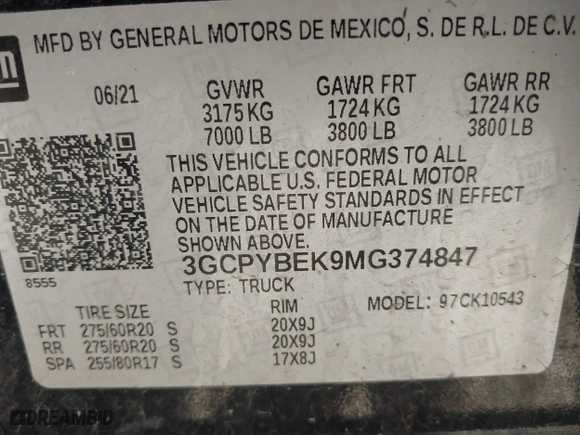 GM
MFD BY GENERAL MOTORS DE MEXICO, S. DE R.L. DE C.V.
06/21 GVWR GAWR FRT GAWR RR
3175 KG 1724 KG 1724 KG
7000 LB 3800 LB 3800 LB
THIS VEHICLE CONFORMS TO ALL
APPLICABLE U.S. FEDERAL MOTOR
VEHICLE SAFETY STANDARDS IN EFFECT
ON THE DATE OF MANUFACTURE
SHOWN ABOVE.
8555
3GCPYBEK9MG374847
TYPE: TRUCK MODEL: 97CK10543
TIRE SIZE RIM
FRT 275/60R20 S 20X9J
RR 275/60R20 S 20X9J
SPA 255/80R17 S 17X8J
DREAMBID